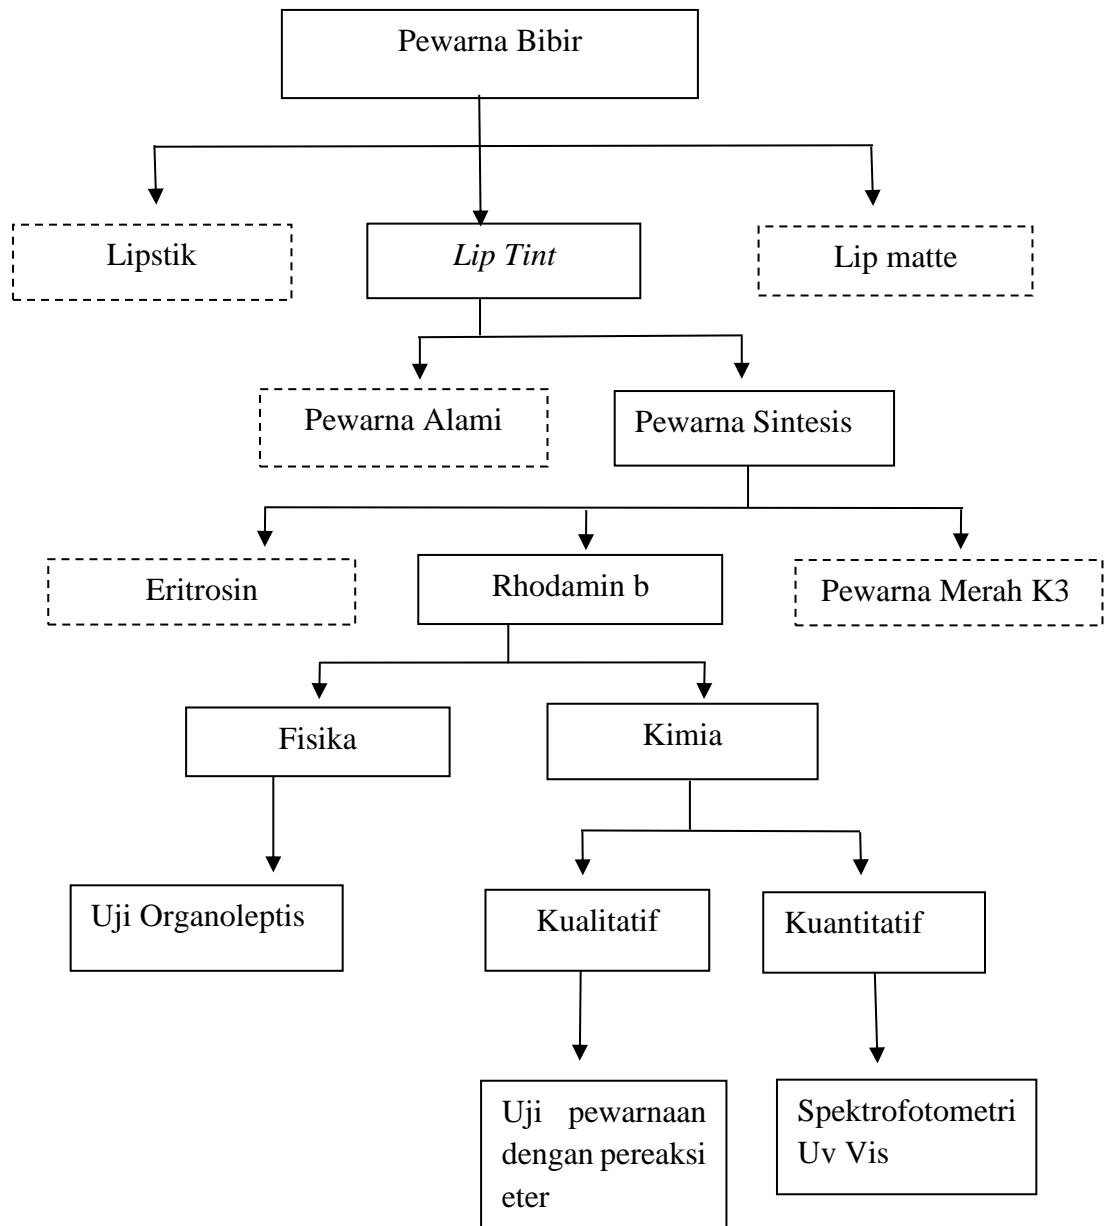 Pewarna Bibir
Lipstik
Lip Tint
Lip matte
Pewarna Alami
Pewarna Sintesis
Eritrosin
Rhodamin b
Pewarna Merah K3
Fisika
Kimia
Uji Organoleptis
Kualitatif
Kuantitatif
Uji pewarnaan
dengan pereaksi
eter
Spektrofotometri
Uv Vis